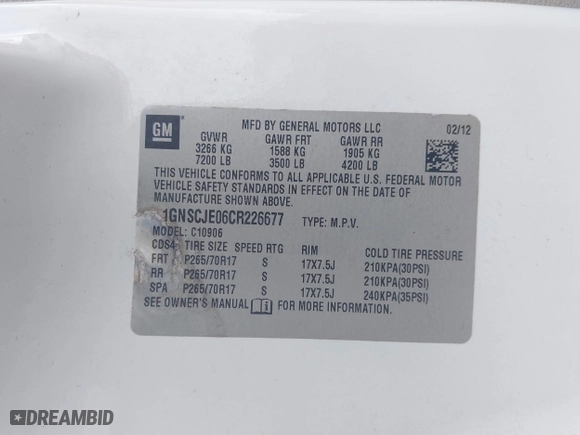 GM
MFD BY GENERAL MOTORS LLC
02/12
GVWR GAWR FRT GAWR RR
3266 KG 1588 KG 1905 KG
7200 LB 3500 LB 4200 LB
THIS VEHICLE CONFORMS TO ALL APPLICABLE U.S. FEDERAL MOTOR
VEHICLE SAFETY STANDARDS IN EFFECT ON THE DATE OF
MANUFACTURE SHOWN ABOVE.
1GNSCJE06CR226677 TYPE: M.P.V.
MODEL: C10906
CDS4 TIRE SIZE SPEED RTG RIM COLD TIRE PRESSURE
FRT P265/70R17 S 17X7.5J 210KPA(30PSI)
RR P265/70R17 S 17X7.5J 210KPA(30PSI)
SPA P265/70R17 S 17X7.5J 240KPA(35PSI)
SEE OWNER'S MANUAL FOR MORE INFORMATION.
DREAMBID